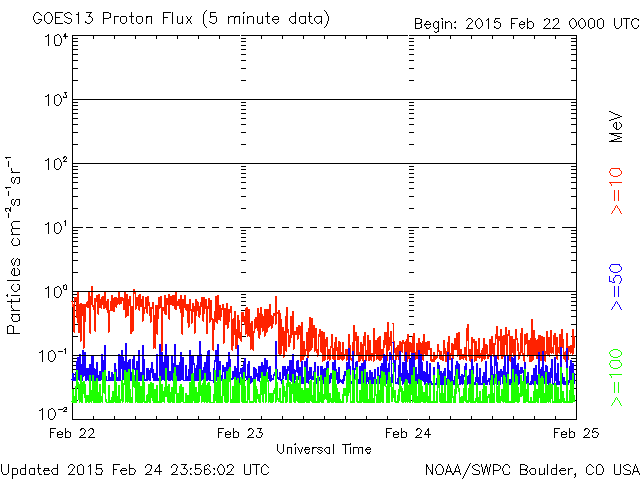 GOES13 Proton Flux (5 minute data)
Begin: 2015 Feb 22 0000 UTC
Particles cm⁻²s⁻¹sr⁻¹
10⁴
10³
10²
10¹
10⁰
10⁻¹
10⁻²
MeV
>=10
>=50
>=100
Feb 22
Feb 23
Feb 24
Feb 25
Universal Time
Updated 2015 Feb 24 23:56:02 UTC
NOAA/SWPC Boulder, CO USA